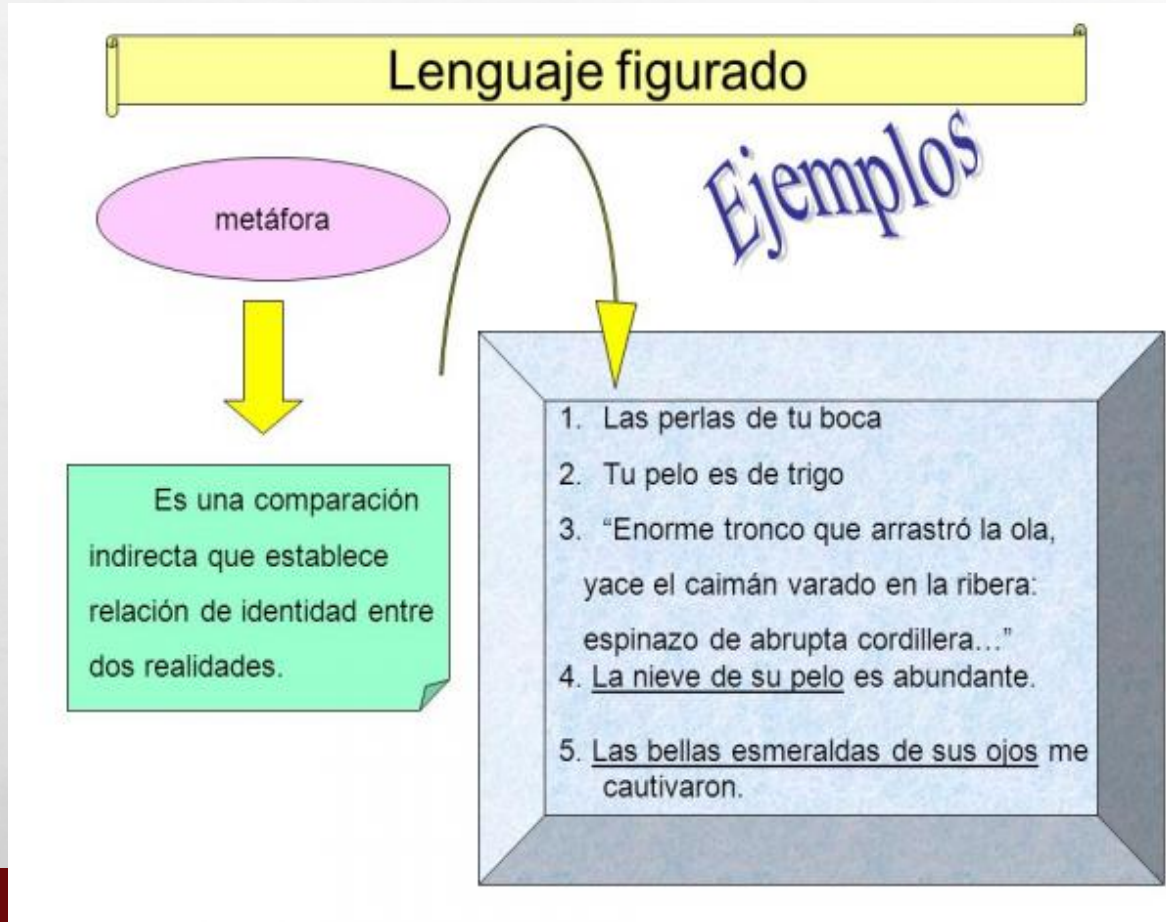 Lenguaje figurado
Ejemplos
metáfora
Es una comparación
indirecta que establece
relación de identidad entre
dos realidades.
1. Las perlas de tu boca
2. Tu pelo es de trigo
3. “Enorme tronco que arrastró la ola,
yace el caimán varado en la ribera:
espinazo de abrupta cordillera…”
4. La nieve de su pelo es abundante.
5. Las bellas esmeraldas de sus ojos me
cautivaron.